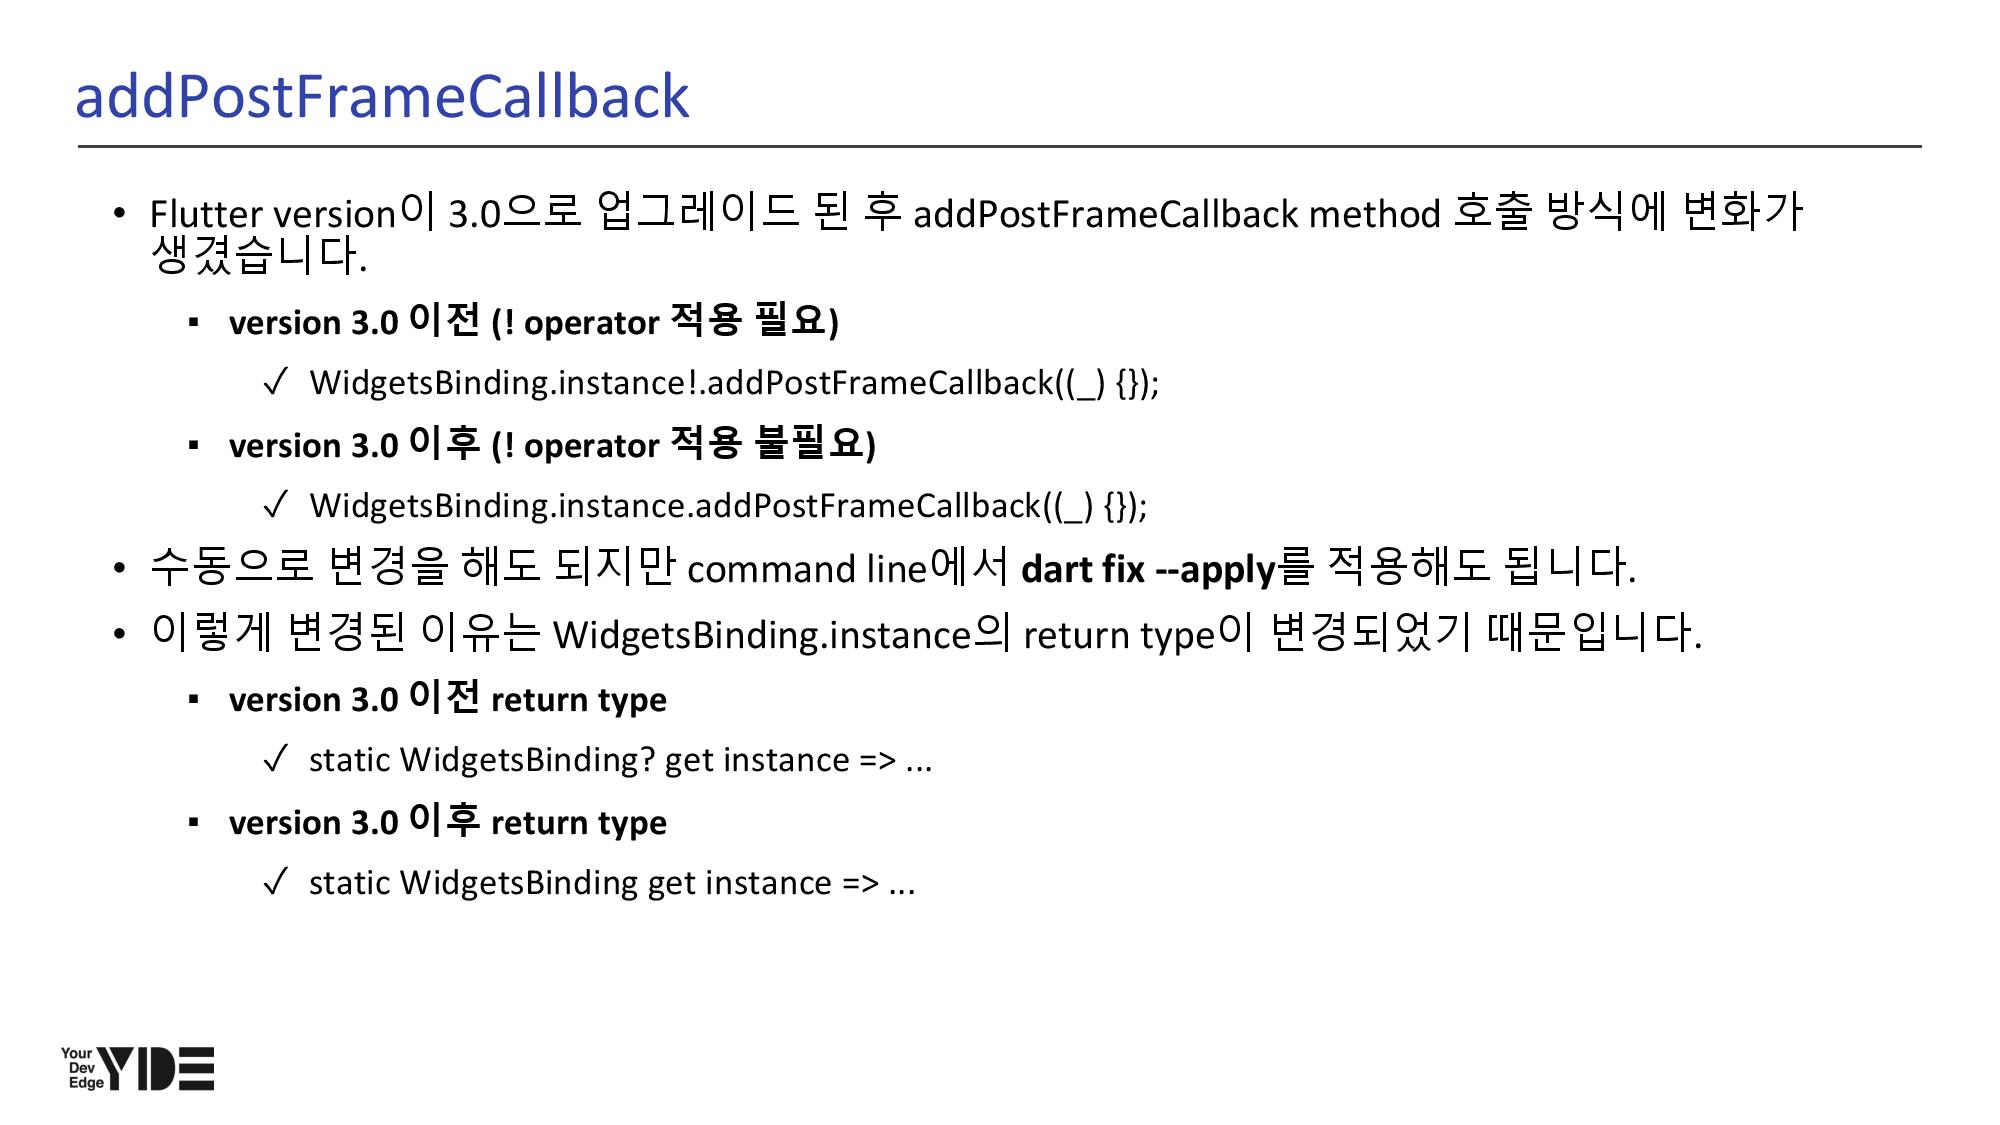 addPostFrameCallback
• Flutter version이 3.0으로 업그레이드 된 후 addPostFrameCallback method 호출 방식에 변화가
생겼습니다.
▪ version 3.0 이전 (! operator 적용 필요)
✓ WidgetsBinding.instance!.addPostFrameCallback((_) {});
▪ version 3.0 이후 (! operator 적용 불필요)
✓ WidgetsBinding.instance.addPostFrameCallback((_) {});
• 수동으로 변경을 해도 되지만 command line에서 dart fix --apply를 적용해도 됩니다.
• 이렇게 변경된 이유는 WidgetsBinding.instance의 return type이 변경되었기 때문입니다.
▪ version 3.0 이전 return type
✓ static WidgetsBinding? get instance => ...
▪ version 3.0 이후 return type
✓ static WidgetsBinding get instance => ...
Your
Dev
Edge
YIDE